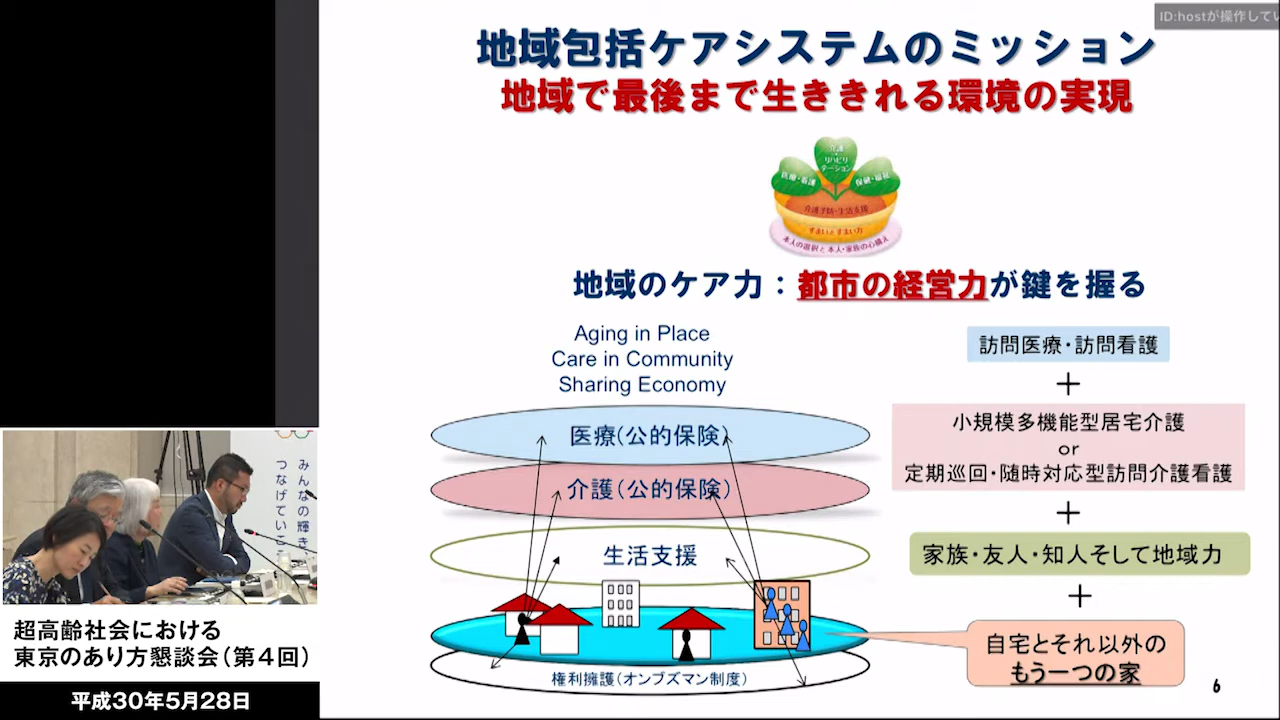 ID:hostが操作してい
地域包括ケアシステムのミッション
地域で最後まで生ききれる環境の実現
介護・
リハビリ
テーション
医療・看護
保健・福祉
介護予防・生活支援
すまいとすまい方
本人の選択と本人・家族の心構え
地域のケア力：都市の経営力が鍵を握る
Aging in Place
Care in Community
Sharing Economy
医療(公的保険)
介護(公的保険)
生活支援
権利擁護(オンブズマン制度)
訪問医療・訪問看護
＋
小規模多機能型居宅介護
or
定期巡回・随時対応型訪問介護看護
＋
家族・友人・知人そして地域力
＋
自宅とそれ以外の
もう一つの家
6
みんなの輝き、
つなげていこう
超高齢社会における
東京のあり方懇談会（第４回）
平成30年5月28日